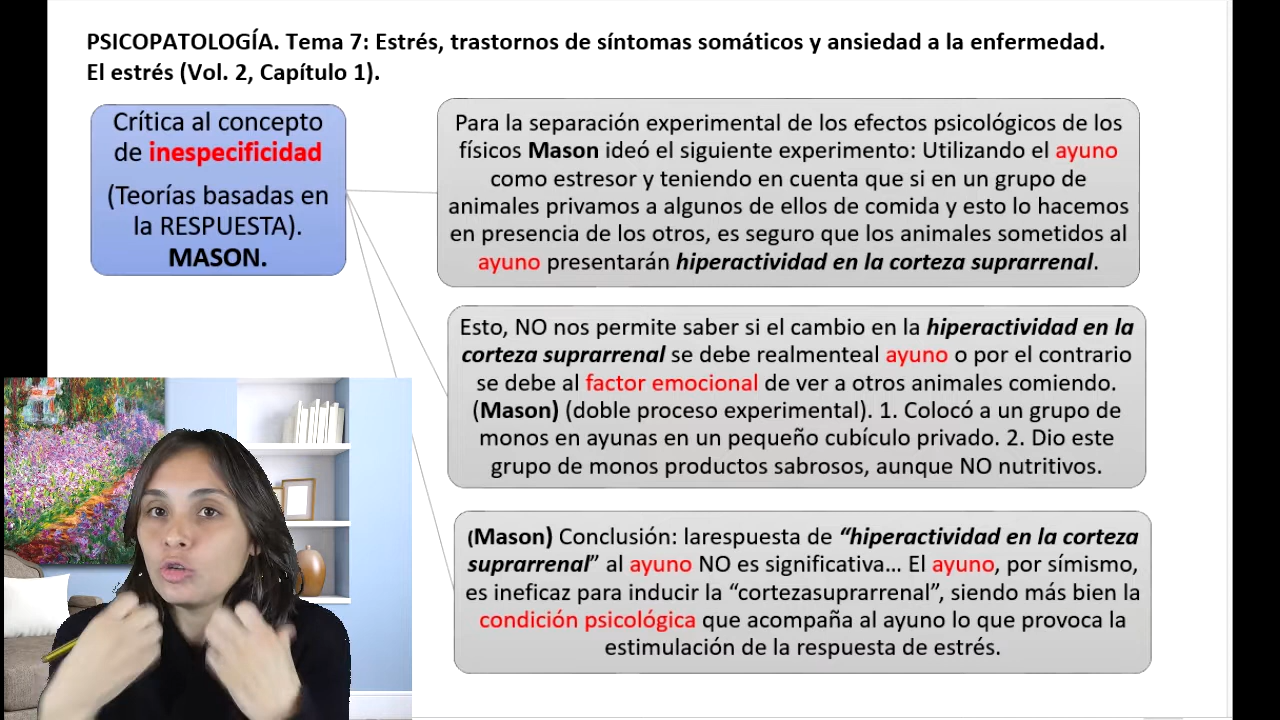 PSICOPATOLOGÍA. Tema 7: Estrés, trastornos de síntomas somáticos y ansiedad a la enfermedad.
El estrés (Vol. 2, Capítulo 1).
Crítica al concepto
de inespecificidad
(Teorías basadas en
la RESPUESTA).
MASON.
Para la separación experimental de los efectos psicológicos de los
físicos Mason ideó el siguiente experimento: Utilizando el ayuno
como estresor y teniendo en cuenta que si en un grupo de
animales privamos a algunos de ellos de comida y esto lo hacemos
en presencia de los otros, es seguro que los animales sometidos al
ayuno presentarán hiperactividad en la corteza suprarrenal.
Esto, NO nos permite saber si el cambio en la hiperactividad en la
corteza suprarrenal se debe realmenteal ayuno o por el contrario
se debe al factor emocional de ver a otros animales comiendo.
(Mason) (doble proceso experimental). 1. Colocó a un grupo de
monos en ayunas en un pequeño cubículo privado. 2. Dio este
grupo de monos productos sabrosos, aunque NO nutritivos.
(Mason) Conclusión: larespuesta de “hiperactividad en la corteza
suprarrenal” al ayuno NO es significativa... El ayuno, por símismo,
es ineficaz para inducir la “cortezasuprarrenal”, siendo más bien la
condición psicológica que acompaña al ayuno lo que provoca la
estimulación de la respuesta de estrés.